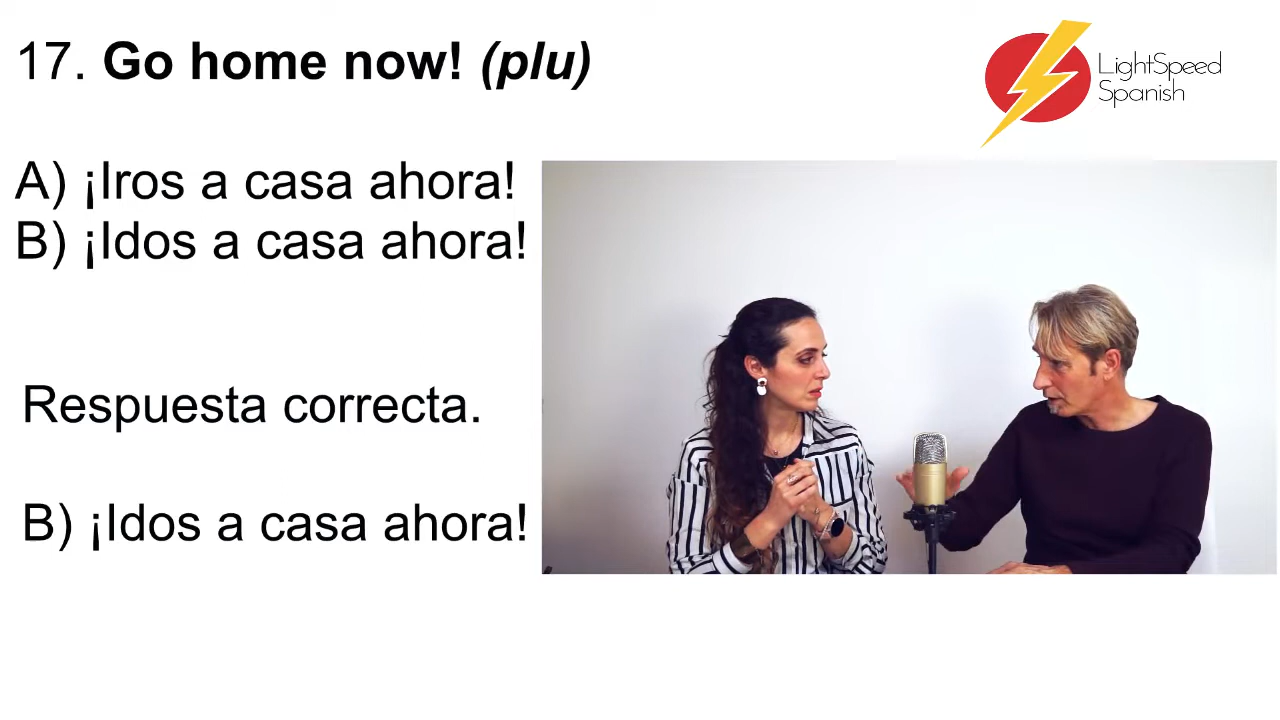 17. Go home now! (plu)
LightSpeed
Spanish
A) ¡Iros a casa ahora!
B) ¡Idos a casa ahora!
Respuesta correcta.
B) ¡Idos a casa ahora!